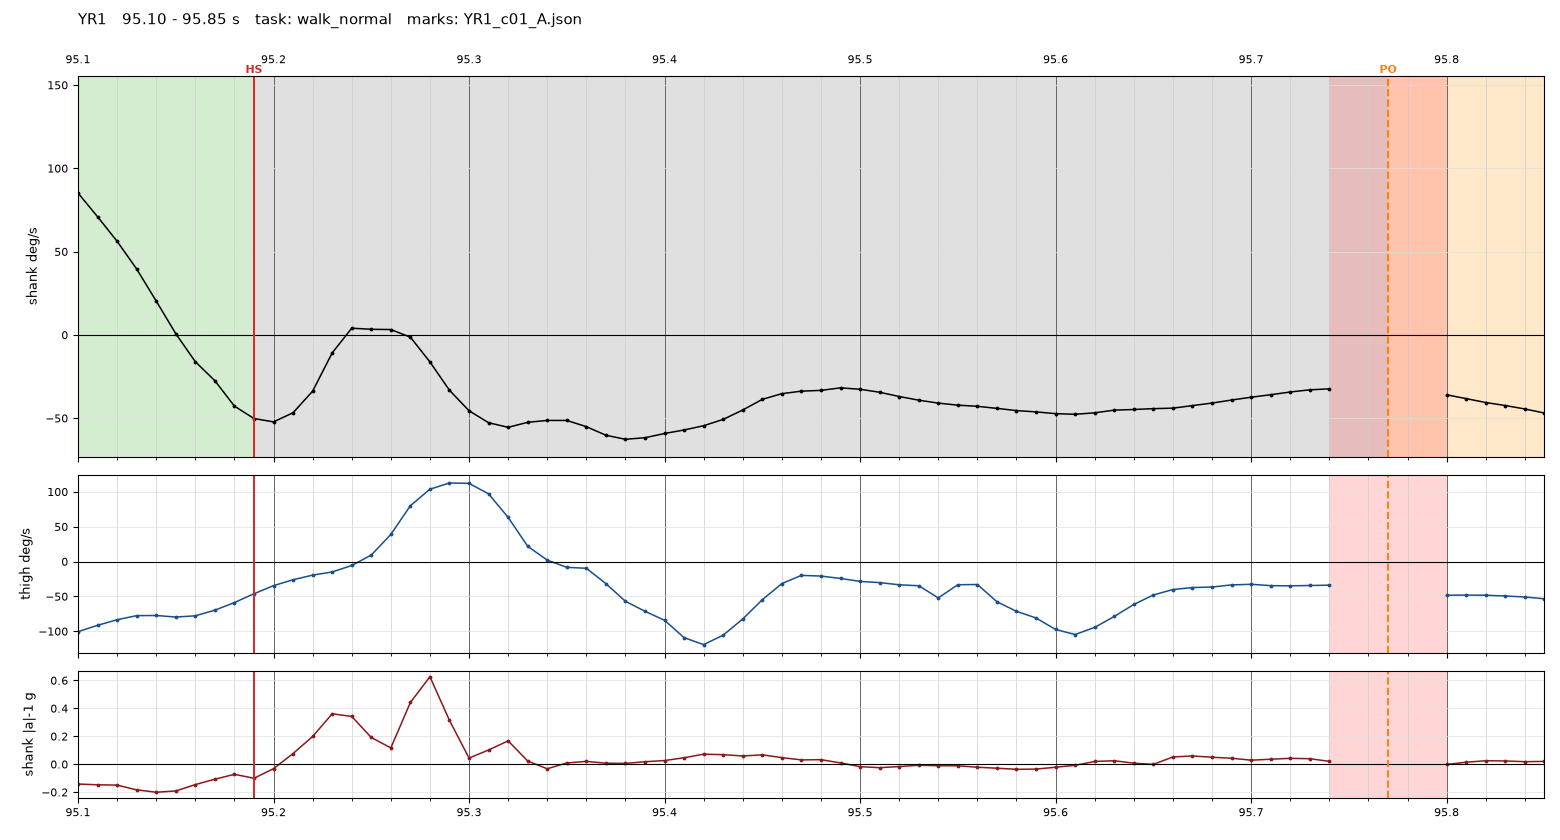 YR1   95.10 - 95.85 s   task: walk_normal   marks: YR1_c01_A.json
95.1 95.2 95.3 95.4 95.5 95.6 95.7 95.8
HS PO
150
100
50
0
−50
shank deg/s
100
50
0
−50
−100
thigh deg/s
0.6
0.4
0.2
0.0
−0.2
shank |a|-1 g
95.1 95.2 95.3 95.4 95.5 95.6 95.7 95.8